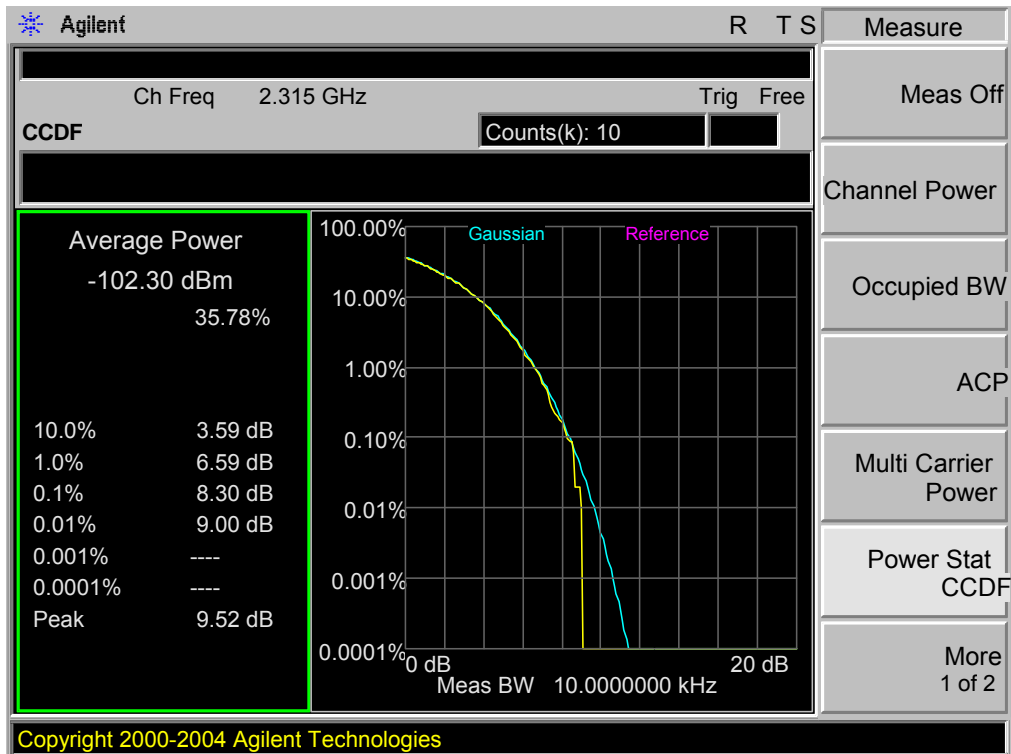 Agilent R T S Measure
Ch Freq 2.315 GHz Trig Free
CCDF Counts(k): 10
Average Power
-102.30 dBm
35.78%
10.0% 3.59 dB
1.0% 6.59 dB
0.1% 8.30 dB
0.01% 9.00 dB
0.001% ----
0.0001% ----
Peak 9.52 dB
Gaussian Reference
100.00%
10.00%
1.00%
0.10%
0.01%
0.001%
0.0001%
0 dB 20 dB
Meas BW 10.0000000 kHz
Meas Off
Channel Power
Occupied BW
ACP
Multi Carrier
Power
Power Stat
CCDF
More
1 of 2
Copyright 2000-2004 Agilent Technologies